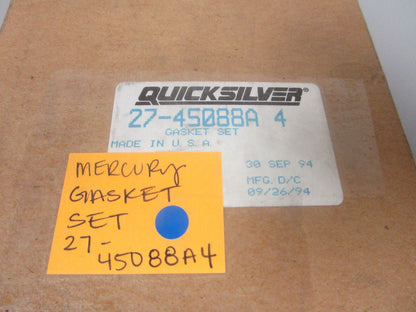 QUICKSILVER®
27-45088A 4
GASKET SET
MADE IN U.S.A.
30 SEP 94
MFG. D/C
09/26/94
MERCURY
GASKET
SET
27-
45088A4